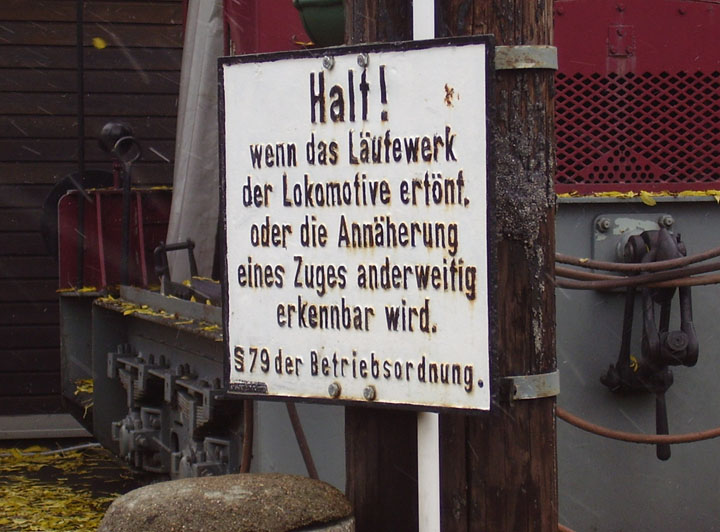 Halt!
wenn das Läutewerk
der Lokomotive ertönt,
oder die Annäherung
eines Zuges anderweitig
erkennbar wird.
§79 der Betriebsordnung.